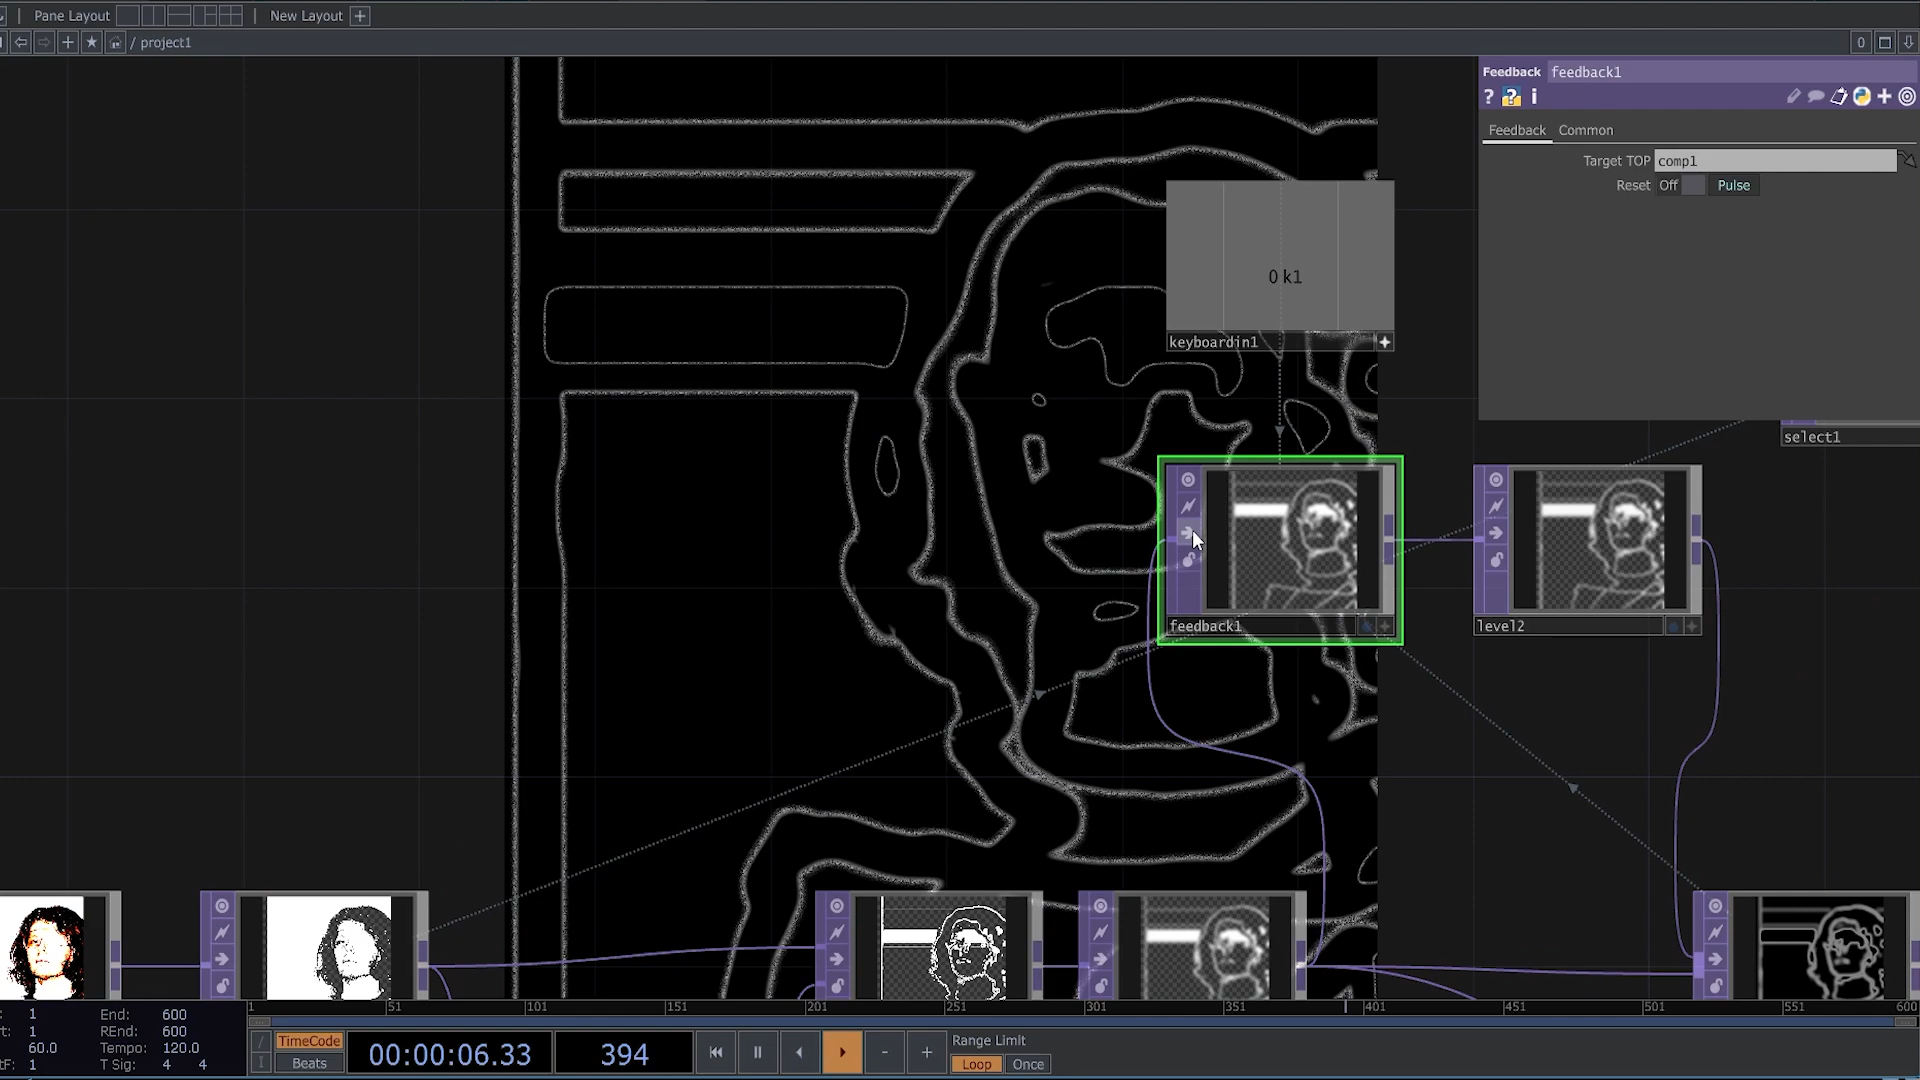 Pane Layout New Layout +
/ project1 0
Feedback feedback1
? ? i
Feedback Common
Target TOP comp1
Reset Off Pulse
0 k1
keyboardin1
select1
feedback1 level2
1 51 101 151 201 251 301 351 401 451 501 551 600
1 End: 600
1 REnd: 600
60.0 Tempo: 120.0
1 T Sig: 4 4
/ TimeCode
I Beats
00:00:06.33 394
- +
Range Limit
Loop Once